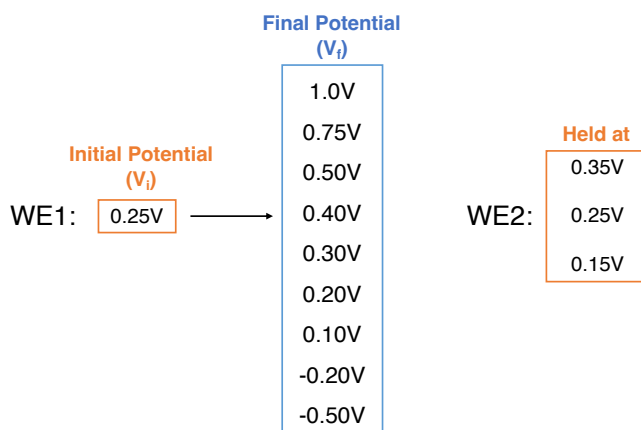 Final Potential
(Vf)
1.0V
0.75V
Initial Potential
(Vi)
0.50V
Held at
0.35V
WE1: 0.25V
0.40V
WE2:
0.25V
0.30V
0.15V
0.20V
0.10V
-0.20V
-0.50V